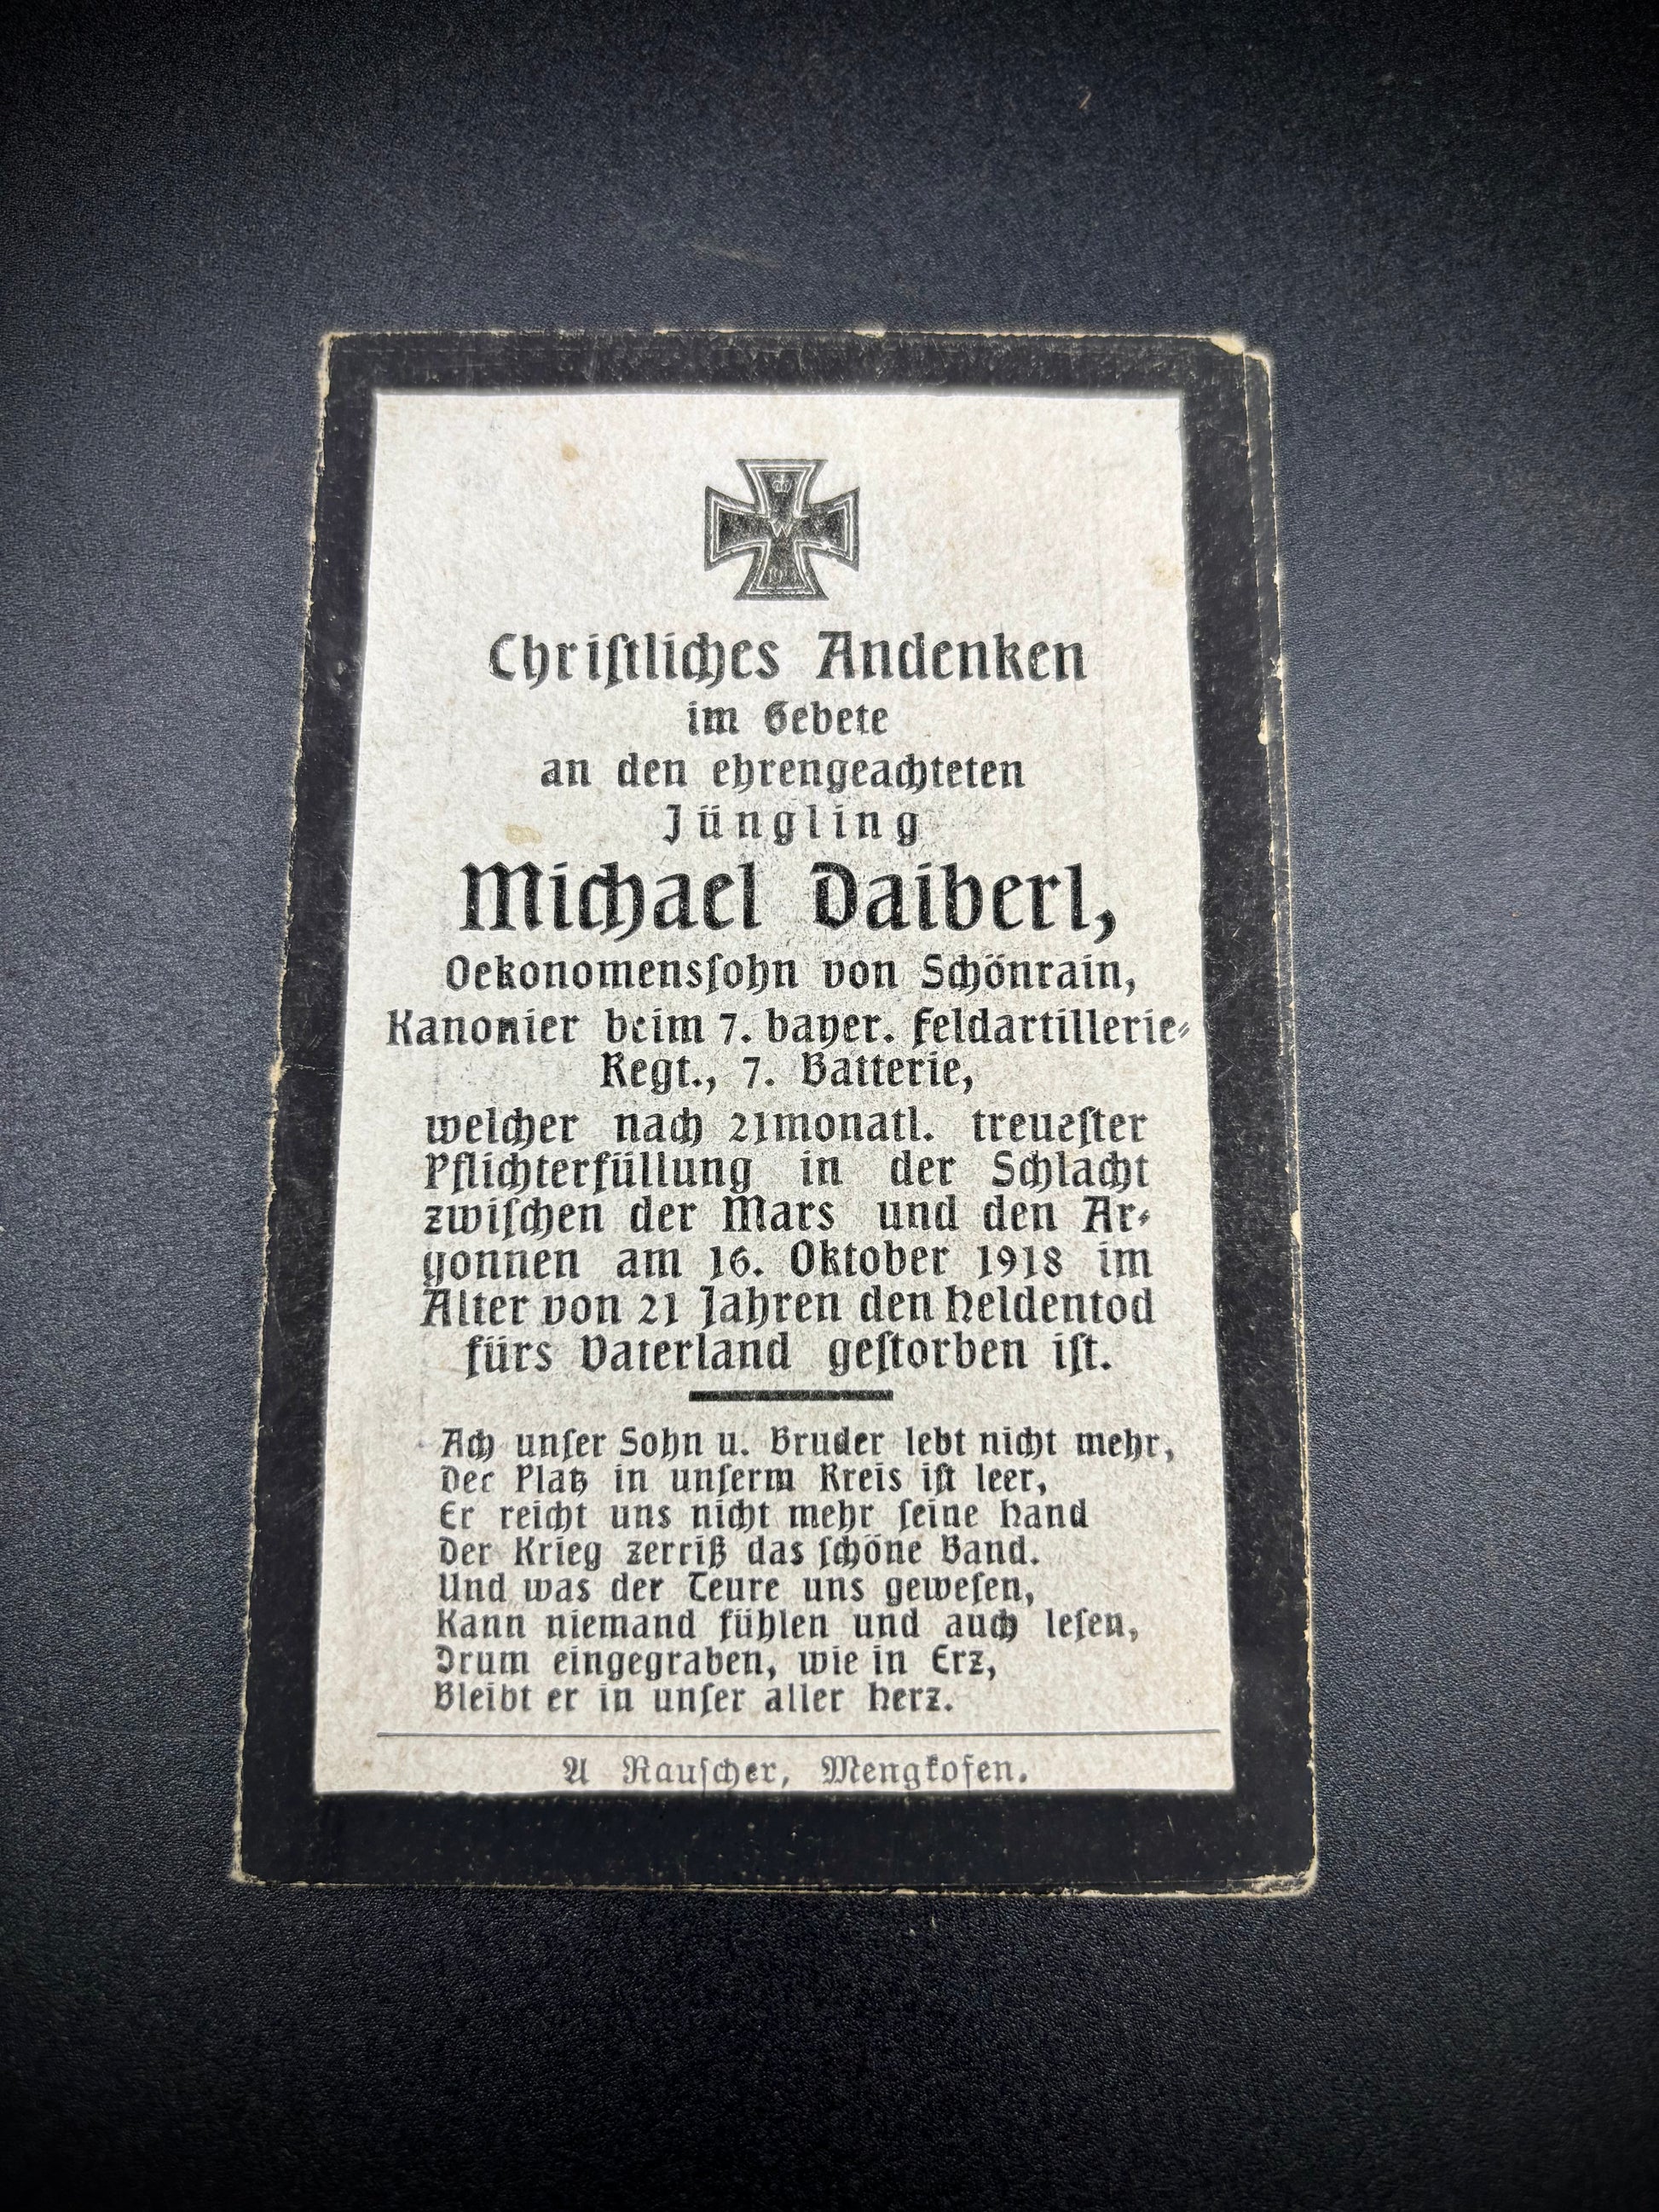 W
Christliches Andenken
im Gebete
an den ehrengeachteten
Jüngling
Michael Daiberl,
Oekonomenssohn von Schönrain,
Kanonier beim 7. bayer. Feldartillerie-
Regt., 7. Batterie,
welcher nach 21monatl. treuester
Pflichterfüllung in der Schlacht
zwischen der Mars und den Ar-
gonnen am 16. Oktober 1918 im
Alter von 21 Jahren den Heldentod
fürs Vaterland gestorben ist.
Ach unser Sohn u. Bruder lebt nicht mehr,
Der Platz in unserm Kreis ist leer,
Er reicht uns nicht mehr seine Hand
Der Krieg zerriß das schöne Band.
Und was der Teure uns gewesen,
Kann niemand fühlen und auch lesen,
Drum eingegraben, wie in Erz,
Bleibt er in unser aller Herz.
A Rauscher, Mengkofen.